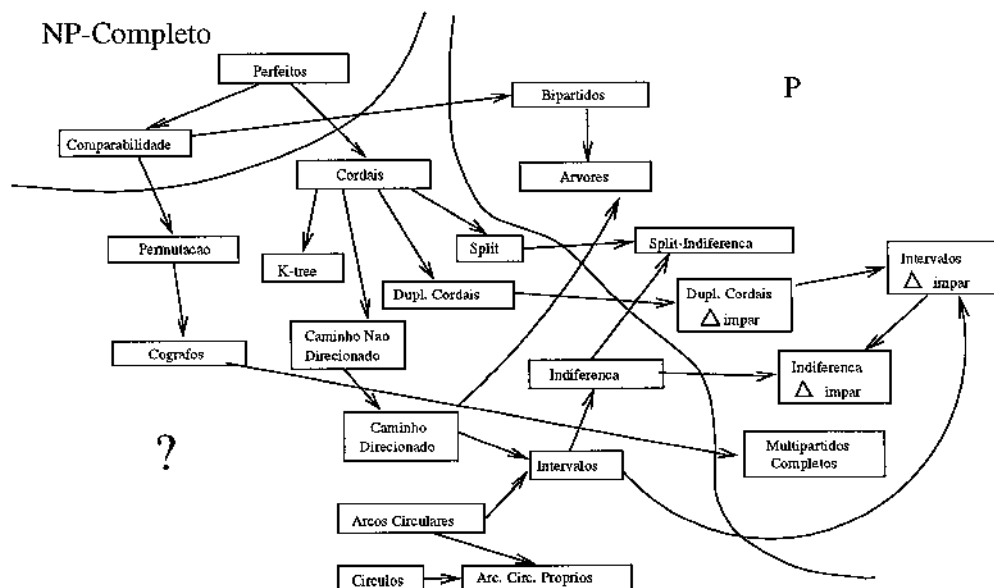 NP-Completo
Perfeitos
Bipartidos
P
Comparabilidade
Cordais
Arvores
Permutacao
K-tree
Split
Split-Indiferenca
Intervalos
Δ impar
Dupl. Cordais
Dupl. Cordais
Δ impar
Cografos
Caminho Nao
Direcionado
Indiferenca
Indiferenca
Δ impar
?
Caminho
Direcionado
Intervalos
Multipartidos
Completos
Arcos Circulares
Circulos
Arc. Circ. Proprios